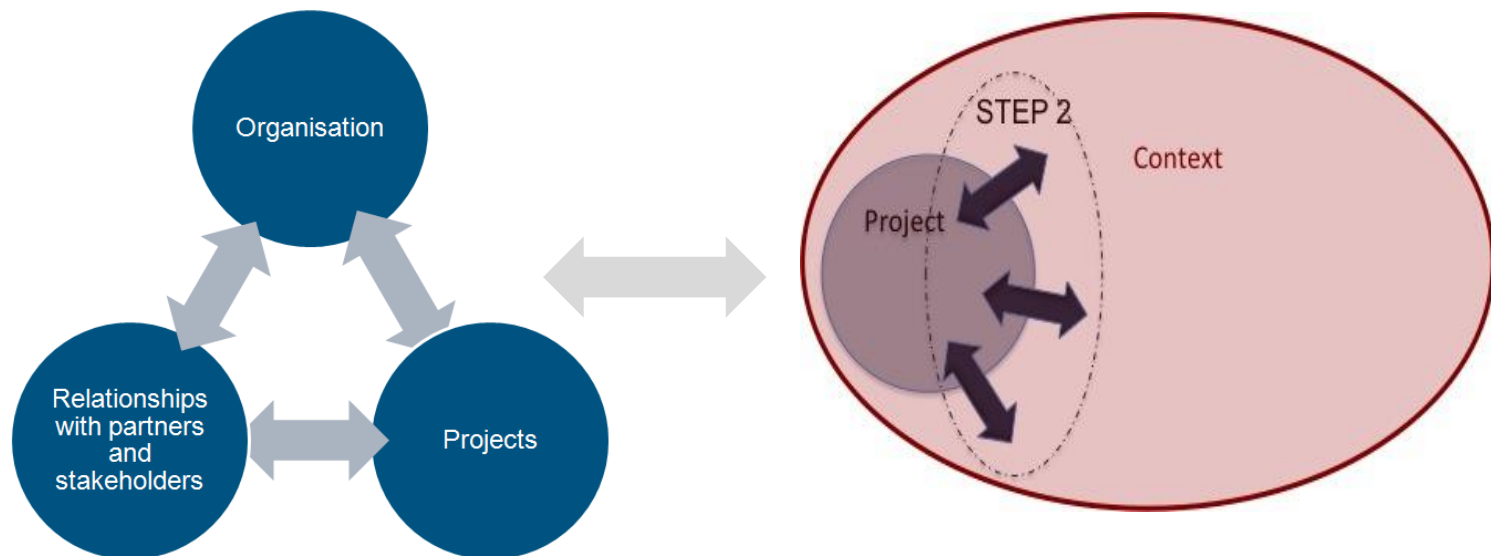 Organisation
Relationships
with partners
and
stakeholders
Projects
STEP 2
Context
Project